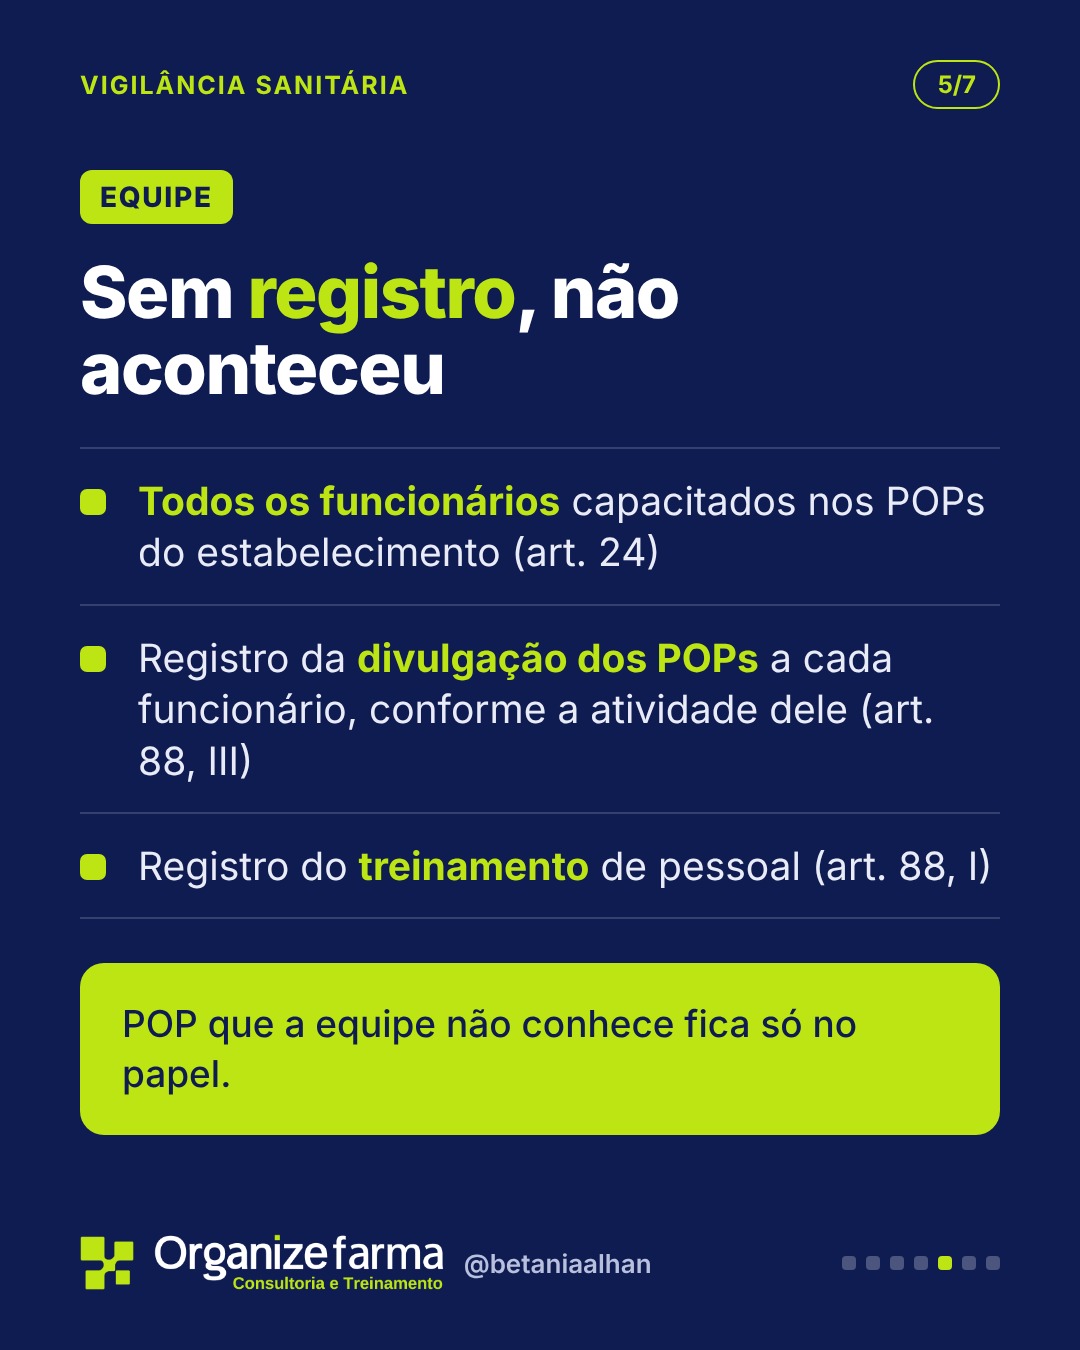 VIGILÂNCIA SANITÁRIA
5/7
EQUIPE
Sem registro, não
aconteceu
Todos os funcionários capacitados nos POPs
do estabelecimento (art. 24)
Registro da divulgação dos POPs a cada
funcionário, conforme a atividade dele (art.
88, III)
Registro do treinamento de pessoal (art. 88, I)
POP que a equipe não conhece fica só no
papel.
Organizefarma
Consultoria e Treinamento
@betaniaalhan